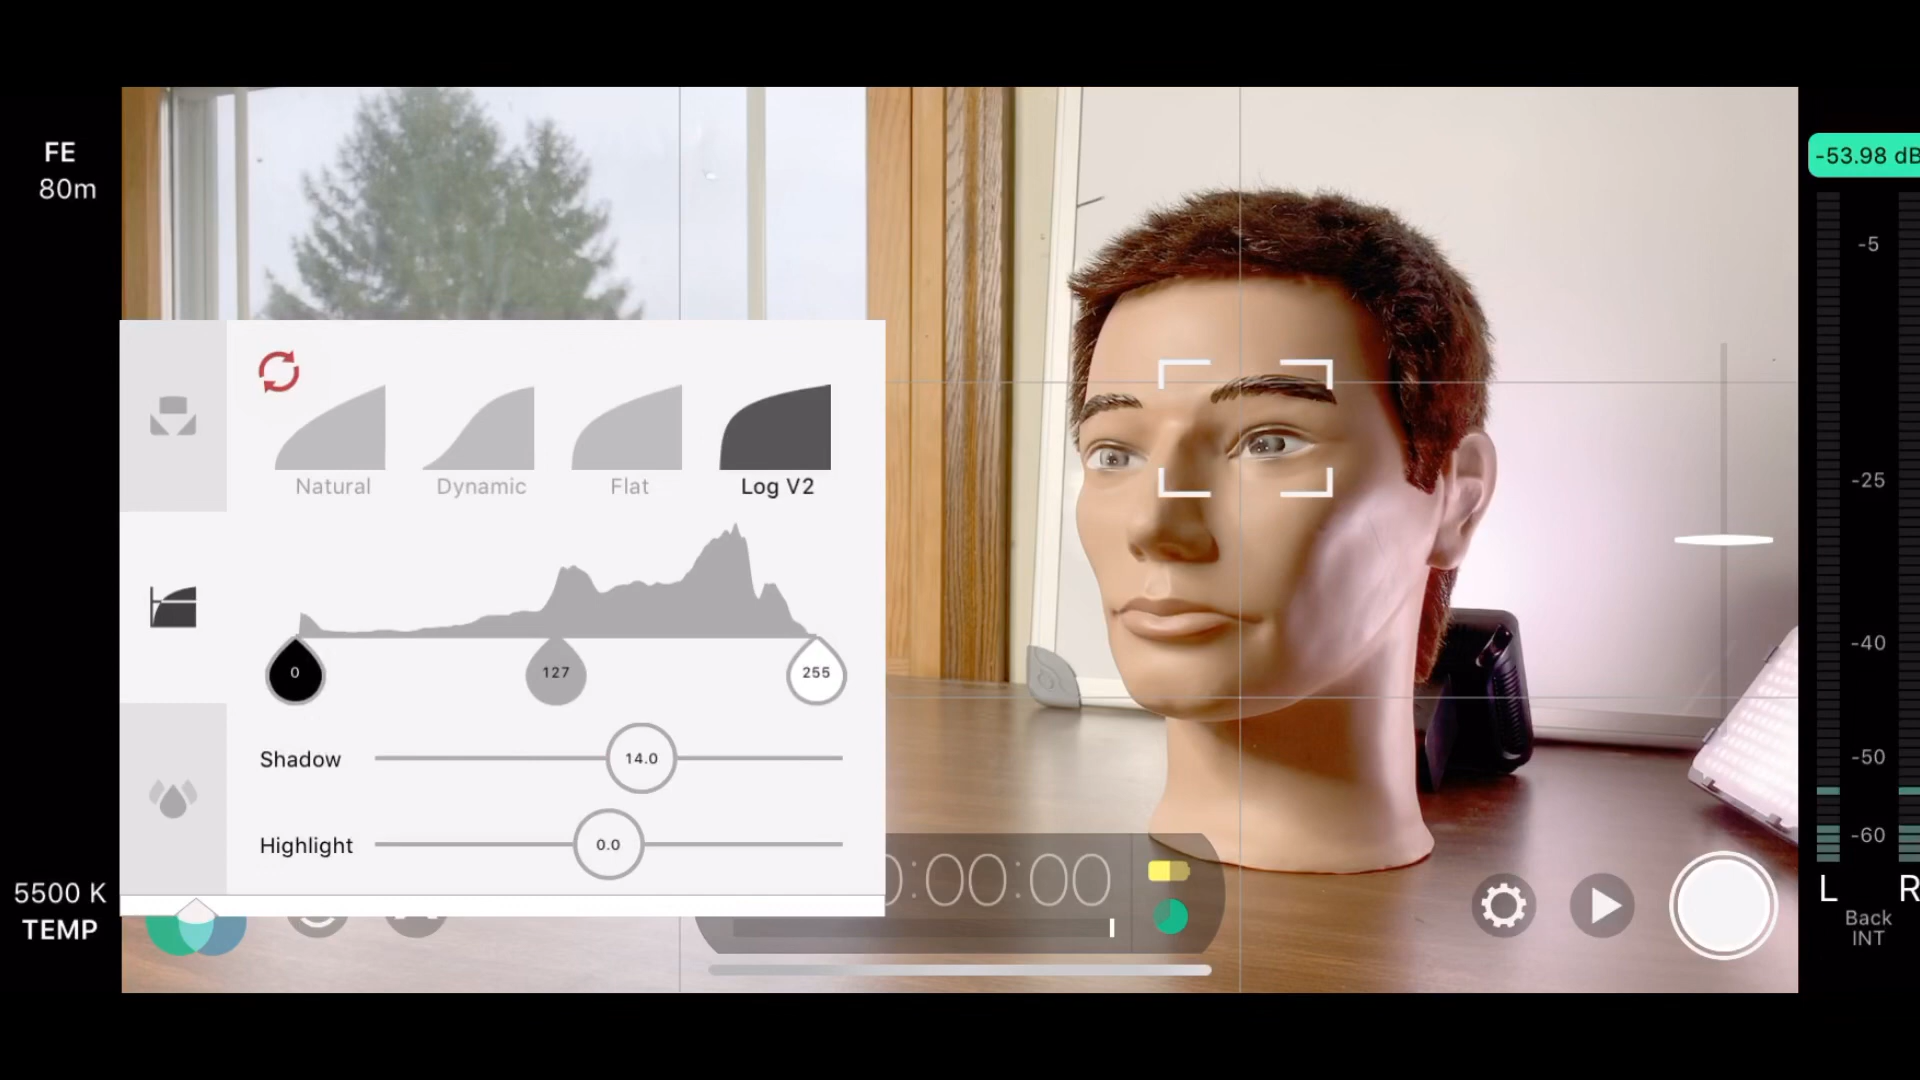 FE
80m
-53.98 dB
-5
Natural
Dynamic
Flat
Log V2
-25
0
127
255
-40
Shadow
14.0
-50
Highlight
0.0
-60
5500 K
TEMP
:00:00
L
R
Back
INT